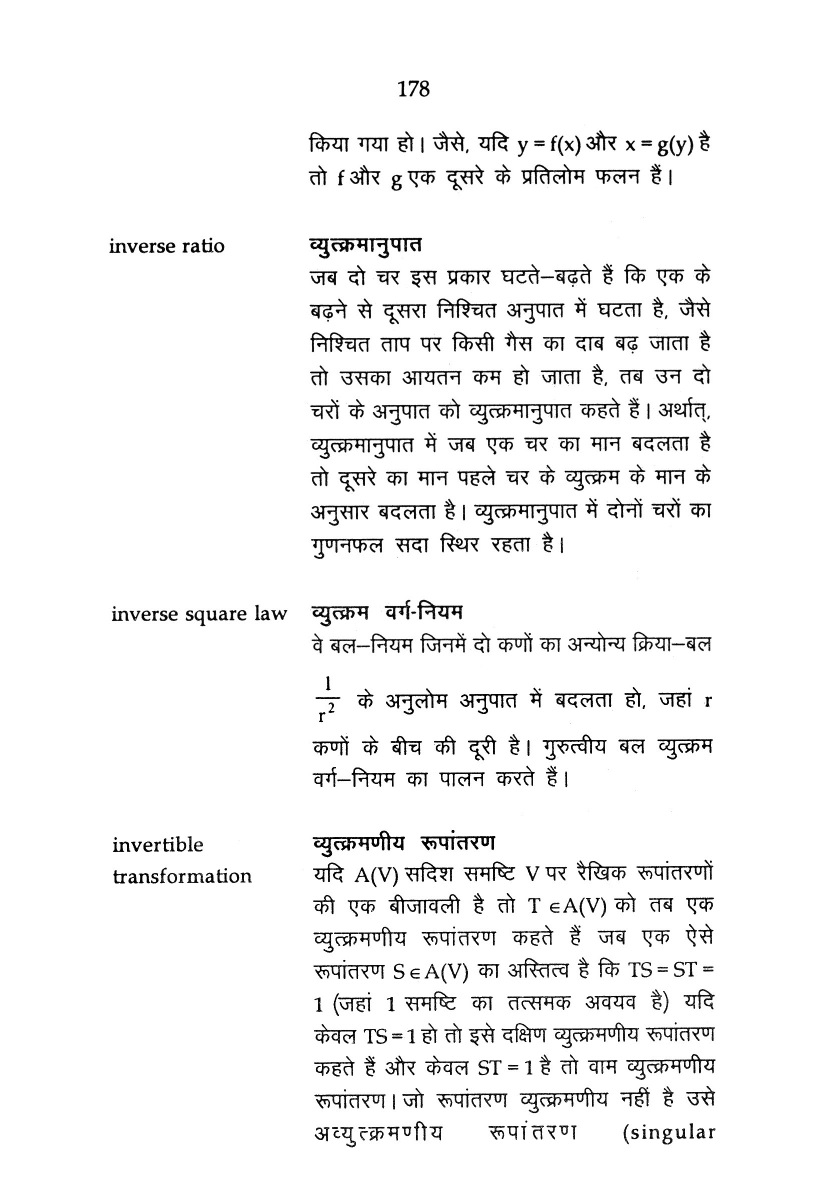 178
किया गया हो। जैसे, यदि y = f(x) और x = g(y) है
तो f और g एक दूसरे के प्रतिलोम फलन हैं।
inverse ratio व्युत्क्रमानुपात
जब दो चर इस प्रकार घटते–बढ़ते हैं कि एक के
बढ़ने से दूसरा निश्चित अनुपात में घटता है, जैसे
निश्चित ताप पर किसी गैस का दाब बढ़ जाता है
तो उसका आयतन कम हो जाता है, तब उन दो
चरों के अनुपात को व्युत्क्रमानुपात कहते हैं। अर्थात्,
व्युत्क्रमानुपात में जब एक चर का मान बदलता है
तो दूसरे का मान पहले चर के व्युत्क्रम के मान के
अनुसार बदलता है। व्युत्क्रमानुपात में दोनों चरों का
गुणनफल सदा स्थिर रहता है।
inverse square law व्युत्क्रम वर्ग-नियम
वे बल–नियम जिनमें दो कणों का अन्योन्य क्रिया–बल
1/r² के अनुलोम अनुपात में बदलता हो, जहां r
कणों के बीच की दूरी है। गुरुत्वीय बल व्युत्क्रम
वर्ग–नियम का पालन करते हैं।
invertible व्युत्क्रमणीय रूपांतरण
transformation यदि A(V) सदिश समष्टि V पर रैखिक रूपांतरणों
की एक बीजावली है तो T ∈A(V) को तब एक
व्युत्क्रमणीय रूपांतरण कहते हैं जब एक ऐसे
रूपांतरण S∈A(V) का अस्तित्व है कि TS = ST =
1 (जहां 1 समष्टि का तत्समक अवयव है) यदि
केवल TS = 1 हो तो इसे दक्षिण व्युत्क्रमणीय रूपांतरण
कहते हैं और केवल ST = 1 है तो वाम व्युत्क्रमणीय
रूपांतरण। जो रूपांतरण व्युत्क्रमणीय नहीं है उसे
अव्युत्क्रमणीय रूपांतरण (singular